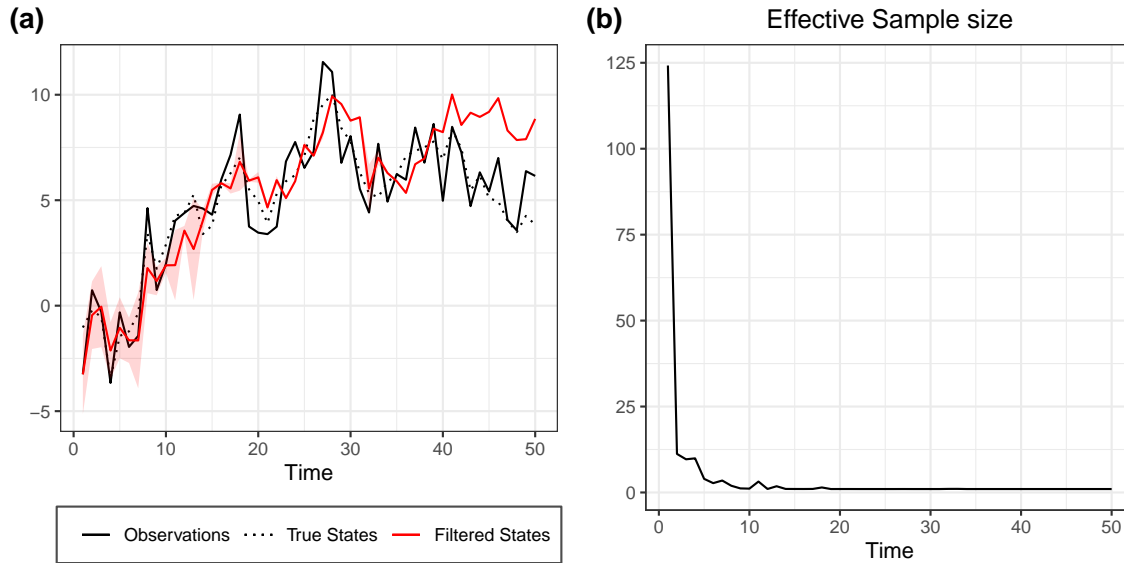 (a)
10
5
0
−5
0 10 20 30 40 50
Time
Observations True States Filtered States
(b) Effective Sample size
125
100
75
50
25
0
0 10 20 30 40 50
Time